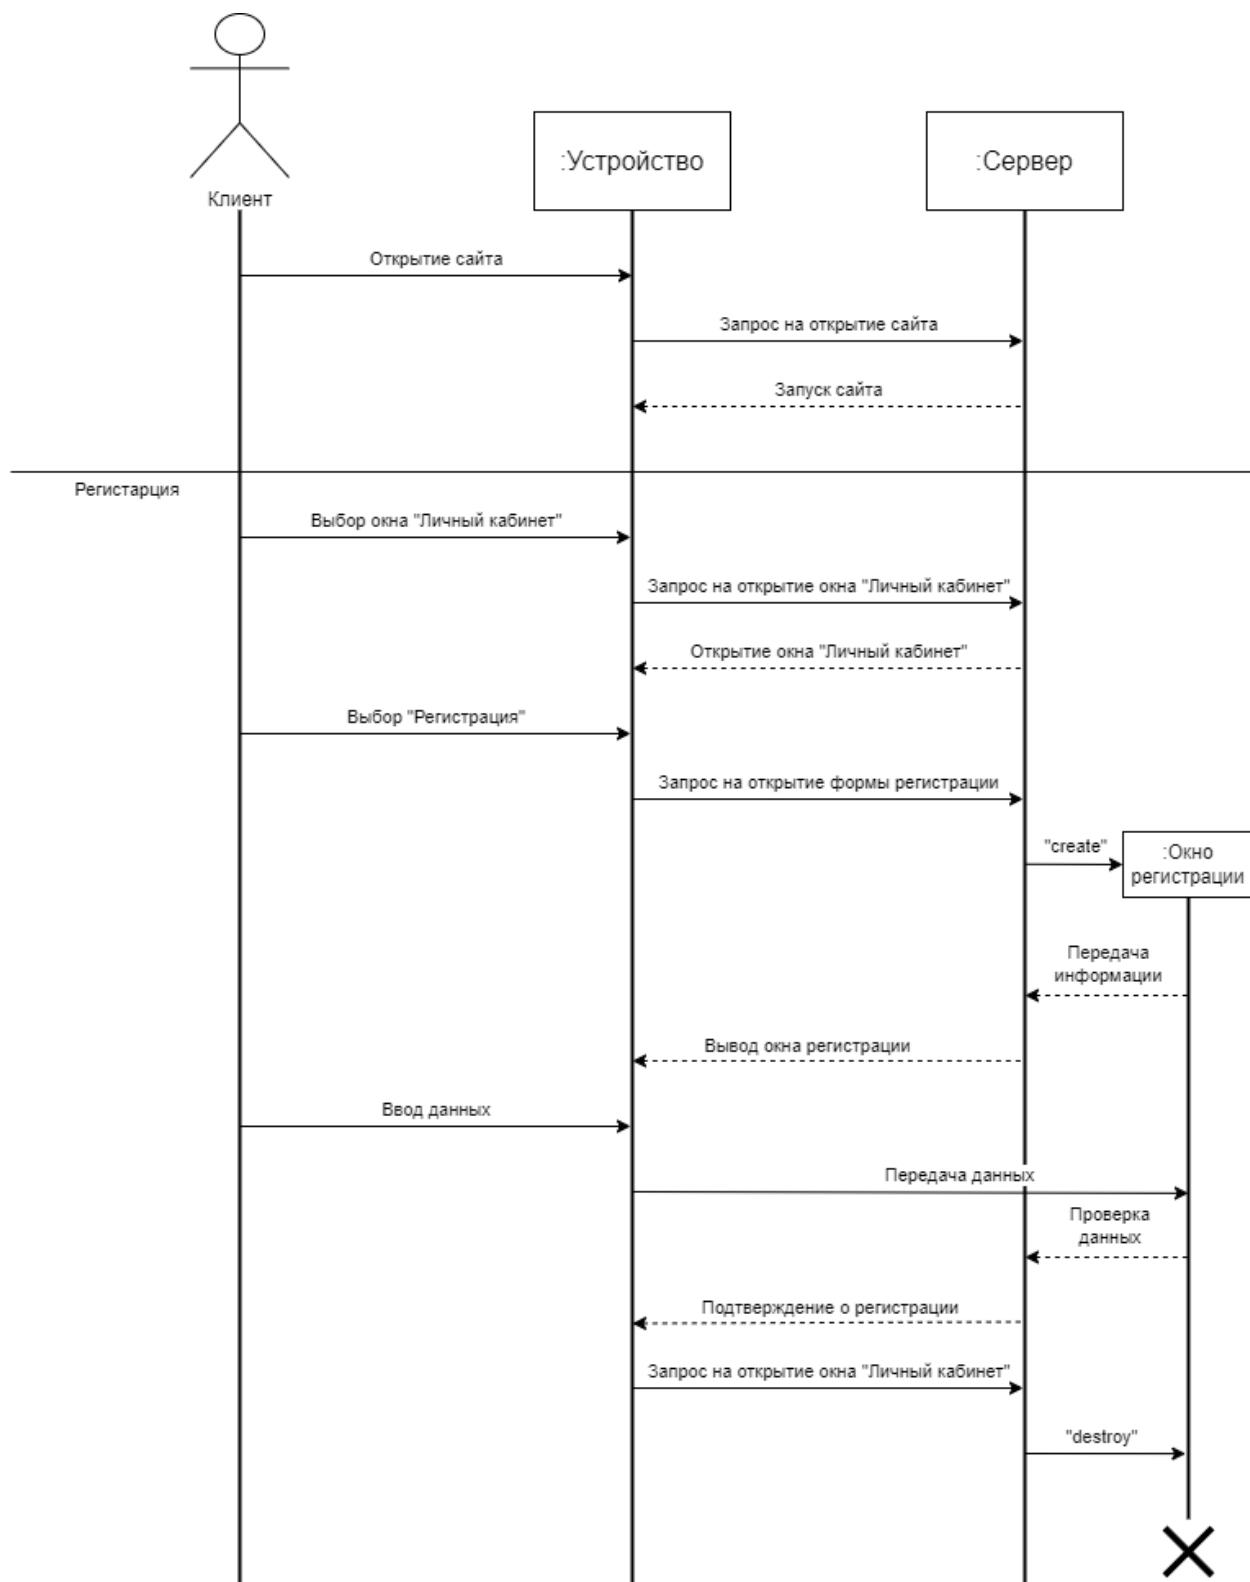 Клиент
:Устройство
:Сервер
Открытие сайта
Запрос на открытие сайта
Запуск сайта
Регистарция
Выбор окна "Личный кабинет"
Запрос на открытие окна "Личный кабинет"
Открытие окна "Личный кабинет"
Выбор "Регистрация"
Запрос на открытие формы регистрации
"create"
:Окно
регистрации
Передача
информации
Вывод окна регистрации
Ввод данных
Передача данных
Проверка
данных
Подтверждение о регистрации
Запрос на открытие окна "Личный кабинет"
"destroy"